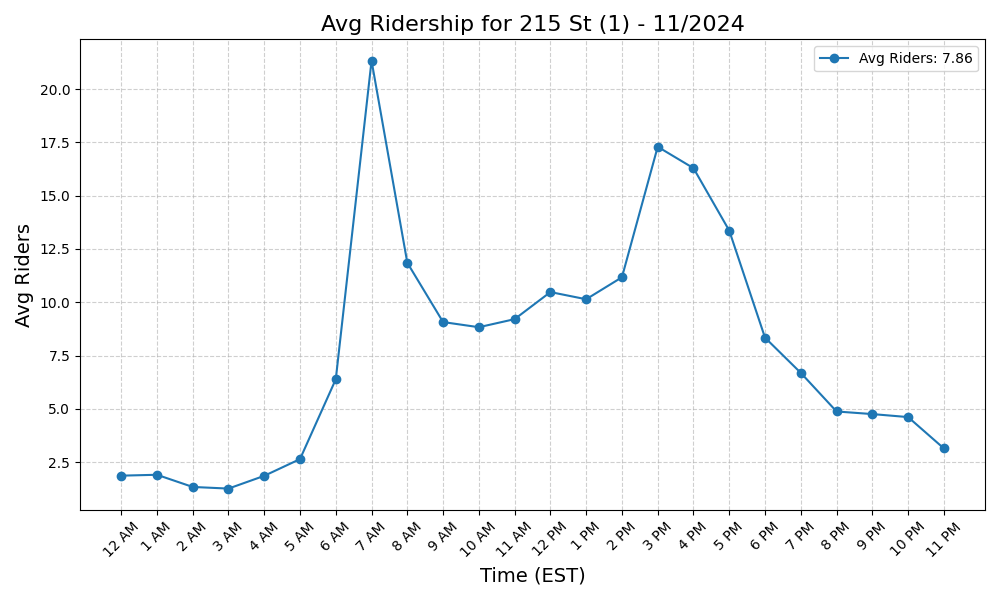 Avg Ridership for 215 St (1) - 11/2024
Avg Riders: 7.86
Avg Riders
20.0
17.5
15.0
12.5
10.0
7.5
5.0
2.5
12 AM
1 AM
2 AM
3 AM
4 AM
5 AM
6 AM
7 AM
8 AM
9 AM
10 AM
11 AM
12 PM
1 PM
2 PM
3 PM
4 PM
5 PM
6 PM
7 PM
8 PM
9 PM
10 PM
11 PM
Time (EST)